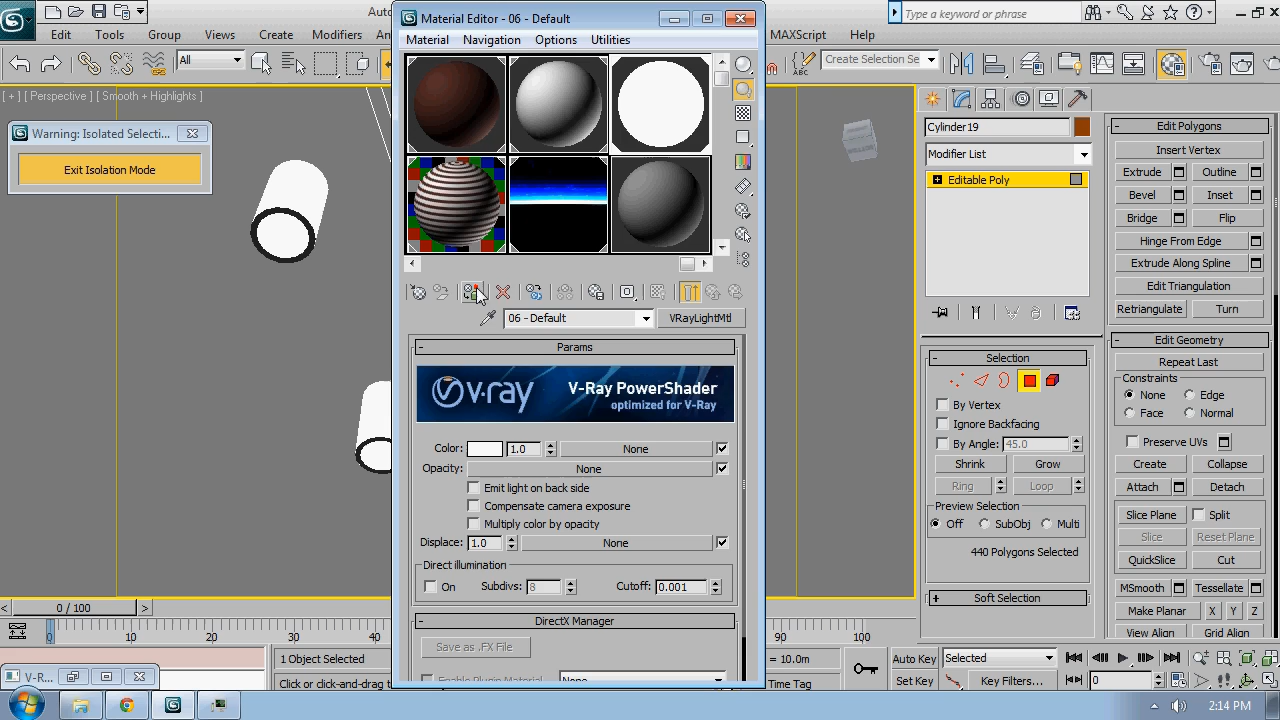 Auto
Type a keyword or phrase
Edit Tools Group Views Create Modifiers An
MAXScript Help
All
Create Selection Se
[ + ] [ Perspective ] [ Smooth + Highlights ]
Warning: Isolated Selecti...
Exit Isolation Mode
Material Editor - 06 - Default
Material Navigation Options Utilities
06 - Default
VRayLightMtl
Params
v·ray
V-Ray PowerShader
optimized for V-Ray
Color: 1.0 None
Opacity: None
Emit light on back side
Compensate camera exposure
Multiply color by opacity
Displace: 1.0 None
Direct illumination
On Subdivs: 8 Cutoff: 0.001
DirectX Manager
Save as .FX File
Enable Plugin Material None
Cylinder19
Modifier List
Editable Poly
Selection
By Vertex
Ignore Backfacing
By Angle: 45.0
Shrink Grow
Ring Loop
Preview Selection
Off SubObj Multi
440 Polygons Selected
Soft Selection
Edit Polygons
Insert Vertex
Extrude Outline
Bevel Inset
Bridge Flip
Hinge From Edge
Extrude Along Spline
Edit Triangulation
Retriangulate Turn
Edit Geometry
Repeat Last
Constraints
None Edge
Face Normal
Preserve UVs
Create Collapse
Attach Detach
Slice Plane Split
Slice Reset Plane
QuickSlice Cut
MSmooth Tessellate
Make Planar X Y Z
View Align Grid Align
< 0 / 100 >
0 10 20 30 40
80 90 100
1 Object Selected
Click or click-and-drag t
= 10.0m
Time Tag
Auto Key Selected
Set Key Key Filters... 0
V-R...
2:14 PM